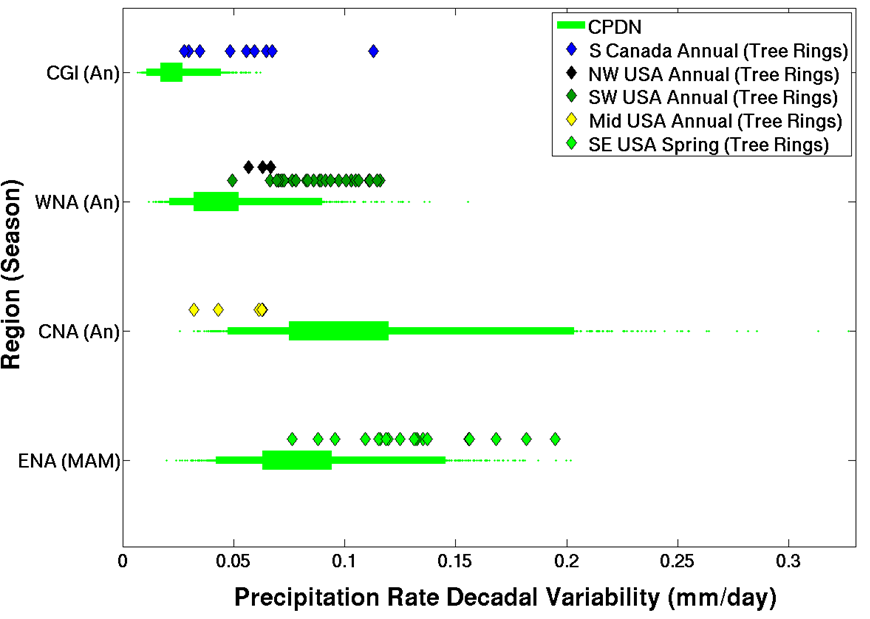 CPDN
S Canada Annual (Tree Rings)
NW USA Annual (Tree Rings)
SW USA Annual (Tree Rings)
Mid USA Annual (Tree Rings)
SE USA Spring (Tree Rings)
CGI (An)
WNA (An)
CNA (An)
ENA (MAM)
Region (Season)
0 0.05 0.1 0.15 0.2 0.25 0.3
Precipitation Rate Decadal Variability (mm/day)